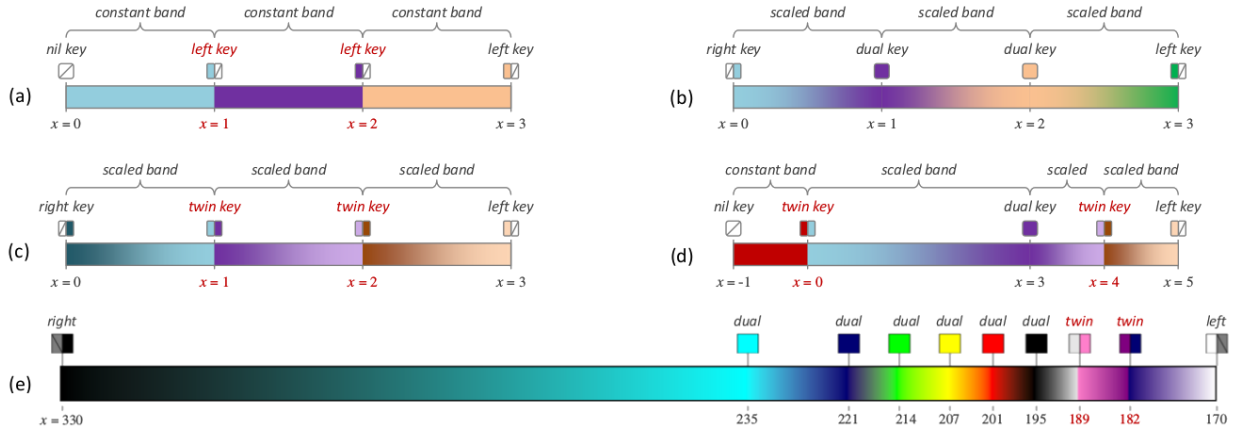 constant band constant band constant band
nil key left key left key left key
(a)
x = 0 x = 1 x = 2 x = 3
scaled band scaled band scaled band
right key dual key dual key left key
(b)
x = 0 x = 1 x = 2 x = 3
scaled band scaled band scaled band
right key twin key twin key left key
(c)
x = 0 x = 1 x = 2 x = 3
constant band scaled band scaled scaled band
nil key twin key dual key twin key left key
(d)
x = -1 x = 0 x = 3 x = 4 x = 5
right dual dual dual dual dual dual twin twin left
(e)
x = 330 235 221 214 207 201 195 189 182 170